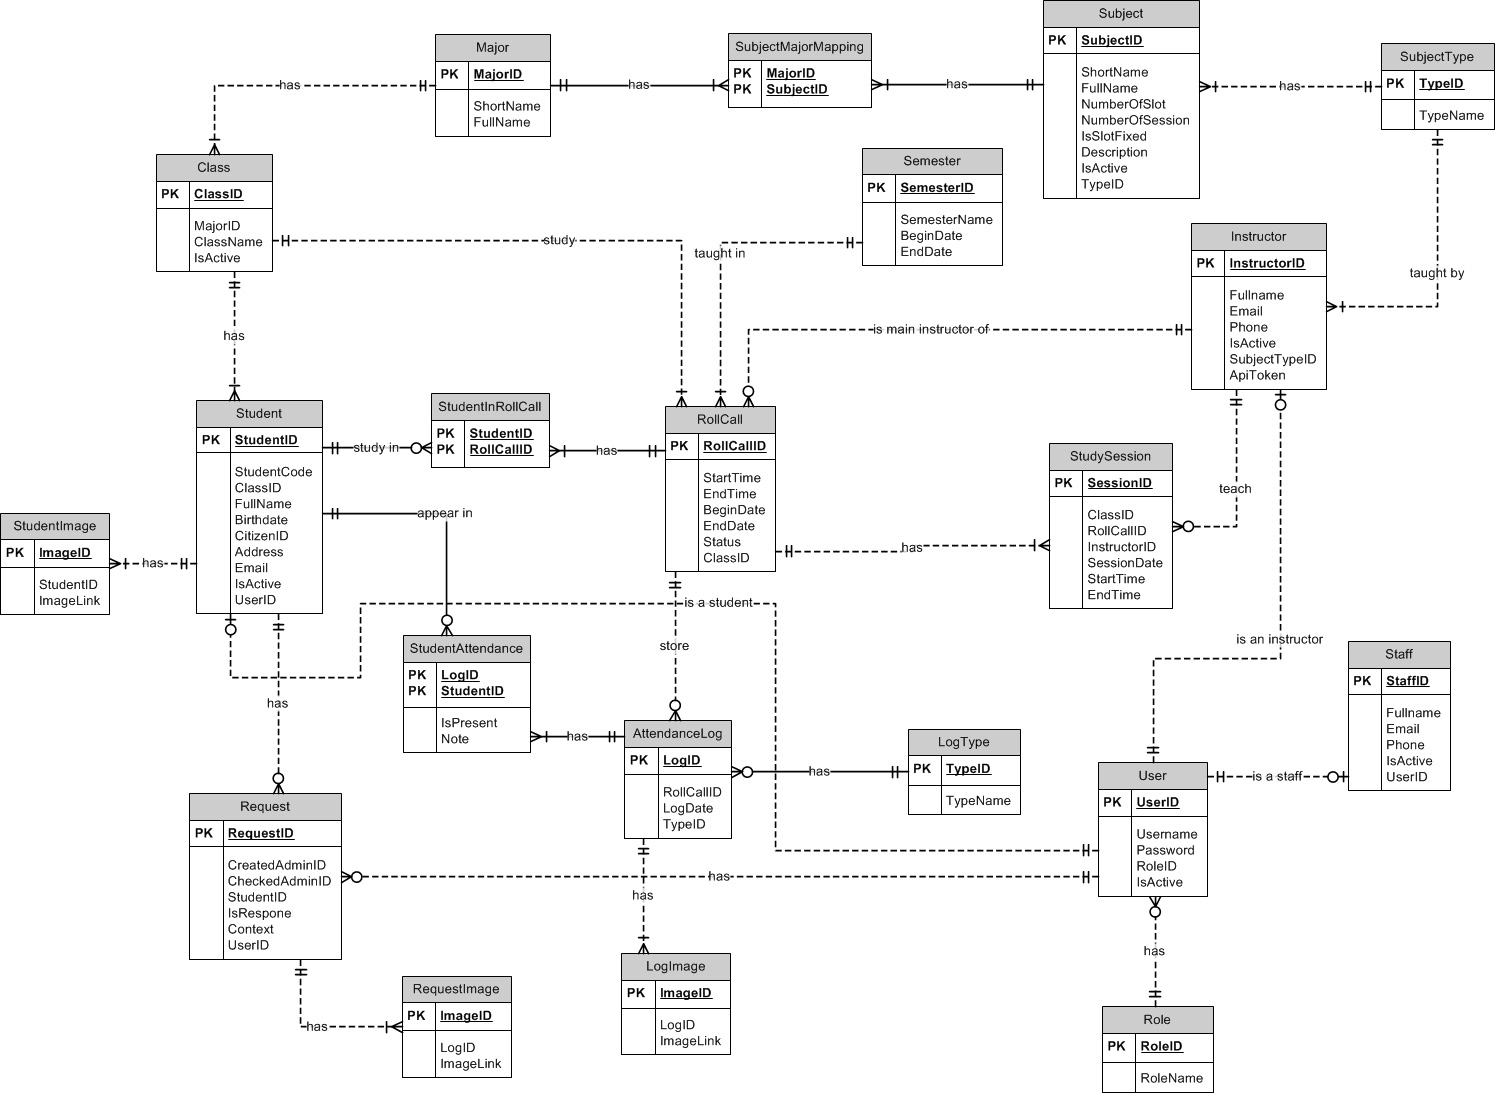 Subject
PK SubjectID
ShortName
FullName
NumberOfSlot
NumberOfSession
IsSlotFixed
Description
IsActive
TypeID
Major
PK MajorID
ShortName
FullName
SubjectMajorMapping
PK MajorID
PK SubjectID
SubjectType
PK TypeID
TypeName
has
has
has
has
Class
PK ClassID
MajorID
ClassName
IsActive
Semester
PK SemesterID
SemesterName
BeginDate
EndDate
study
taught in
Instructor
PK InstructorID
Fullname
Email
Phone
IsActive
SubjectTypeID
ApiToken
taught by
is main instructor of
has
Student
PK StudentID
StudentCode
ClassID
FullName
Birthdate
CitizenID
Address
Email
IsActive
UserID
StudentInRollCall
PK StudentID
PK RollCallID
study in
has
RollCall
PK RollCallID
StartTime
EndTime
BeginDate
EndDate
Status
ClassID
StudySession
PK SessionID
ClassID
RollCallID
InstructorID
SessionDate
StartTime
EndTime
teach
has
appear in
StudentImage
PK ImageID
StudentID
ImageLink
has
is a student
store
is an instructor
StudentAttendance
PK LogID
PK StudentID
IsPresent
Note
has
has
Staff
PK StaffID
Fullname
Email
Phone
IsActive
UserID
AttendanceLog
PK LogID
RollCallID
LogDate
TypeID
has
LogType
PK TypeID
TypeName
User
PK UserID
Username
Password
RoleID
IsActive
is a staff
Request
PK RequestID
CreatedAdminID
CheckedAdminID
StudentID
IsRespone
Context
UserID
has
has
has
LogImage
PK ImageID
LogID
ImageLink
RequestImage
PK ImageID
LogID
ImageLink
has
Role
PK RoleID
RoleName